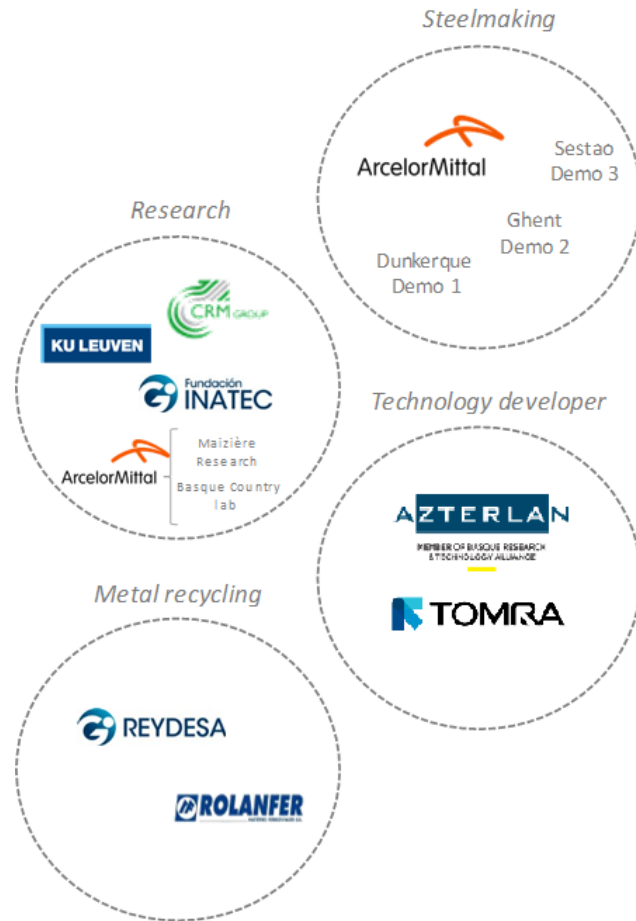 Steelmaking
ArcelorMittal
Sestao
Demo 3
Ghent
Demo 2
Dunkerque
Demo 1
Research
CRM GROUP
KU LEUVEN
Fundación
INATEC
ArcelorMittal
Maizière
Research
Basque Country
lab
Technology developer
AZTERLAN
MEMBER OF BASQUE RESEARCH
& TECHNOLOGY ALLIANCE
TOMRA
Metal recycling
REYDESA
ROLANFER